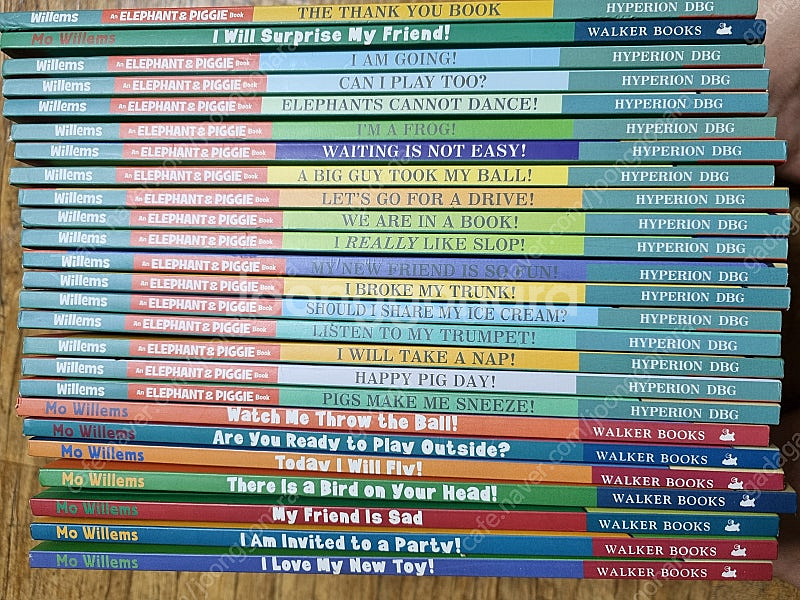 Willems An ELEPHANT & PIGGIE Book THE THANK YOU BOOK HYPERION DBG
Mo Willems I Will Surprise My Friend! WALKER BOOKS
Willems An ELEPHANT & PIGGIE Book I AM GOING! HYPERION DBG
Willems An ELEPHANT & PIGGIE Book CAN I PLAY TOO? HYPERION DBG
Willems An ELEPHANT & PIGGIE Book ELEPHANTS CANNOT DANCE! HYPERION DBG
Willems An ELEPHANT & PIGGIE Book I'M A FROG! HYPERION DBG
Willems An ELEPHANT & PIGGIE Book WAITING IS NOT EASY! HYPERION DBG
Willems An ELEPHANT & PIGGIE Book A BIG GUY TOOK MY BALL! HYPERION DBG
Willems An ELEPHANT & PIGGIE Book LET'S GO FOR A DRIVE! HYPERION DBG
Willems An ELEPHANT & PIGGIE Book WE ARE IN A BOOK! HYPERION DBG
Willems An ELEPHANT & PIGGIE Book I REALLY LIKE SLOP! HYPERION DBG
Willems An ELEPHANT & PIGGIE Book MY NEW FRIEND IS SO FUN! HYPERION DBG
Willems An ELEPHANT & PIGGIE Book I BROKE MY TRUNK! HYPERION DBG
Willems An ELEPHANT & PIGGIE Book SHOULD I SHARE MY ICE CREAM? HYPERION DBG
Willems An ELEPHANT & PIGGIE Book LISTEN TO MY TRUMPET! HYPERION DBG
Willems An ELEPHANT & PIGGIE Book I WILL TAKE A NAP! HYPERION DBG
Willems An ELEPHANT & PIGGIE Book HAPPY PIG DAY! HYPERION DBG
Willems An ELEPHANT & PIGGIE Book PIGS MAKE ME SNEEZE! HYPERION DBG
Mo Willems Watch Me Throw the Ball! WALKER BOOKS
Mo Willems Are You Ready to Play Outside? WALKER BOOKS
Mo Willems Today I Will Fly! WALKER BOOKS
Mo Willems There Is a Bird on Your Head! WALKER BOOKS
Mo Willems My Friend Is Sad WALKER BOOKS
Mo Willems I Am Invited to a Party! WALKER BOOKS
Mo Willems I Love My New Toy! WALKER BOOKS